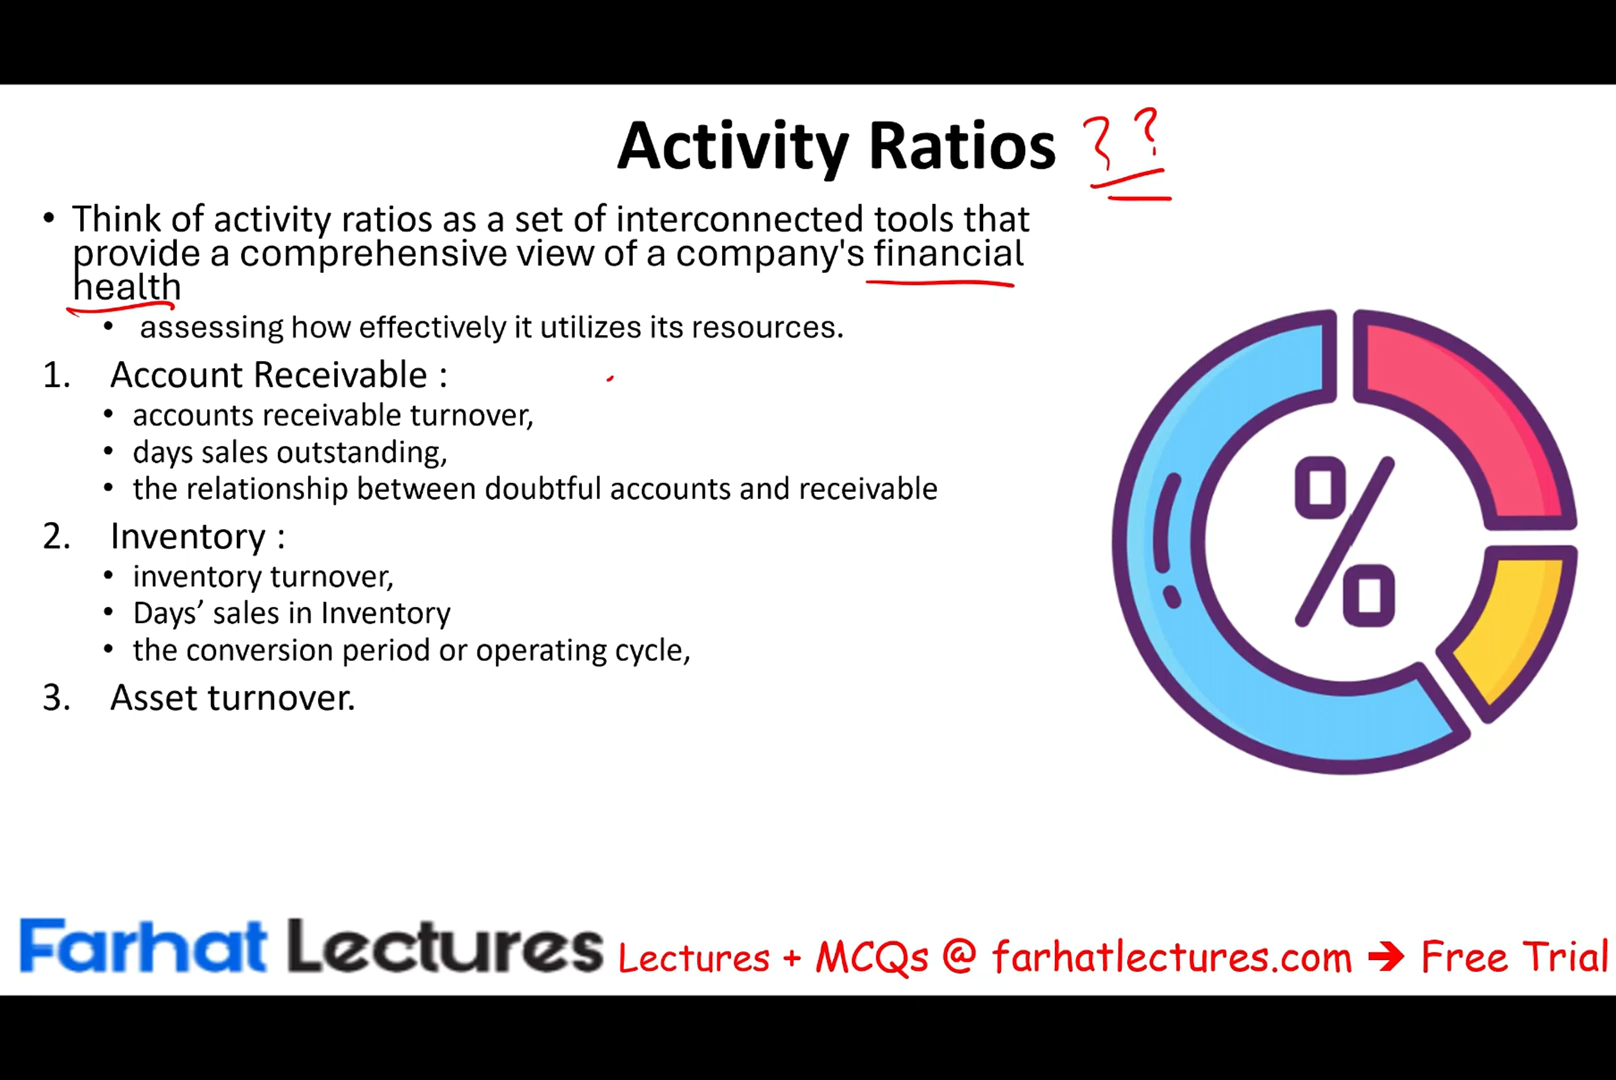 Activity Ratios ??
• Think of activity ratios as a set of interconnected tools that
provide a comprehensive view of a company's financial
health
• assessing how effectively it utilizes its resources.
1. Account Receivable :
• accounts receivable turnover,
• days sales outstanding,
• the relationship between doubtful accounts and receivable
2. Inventory :
• inventory turnover,
• Days’ sales in Inventory
• the conversion period or operating cycle,
3. Asset turnover.
%
Farhat Lectures Lectures + MCQs @ farhatlectures.com → Free Trial